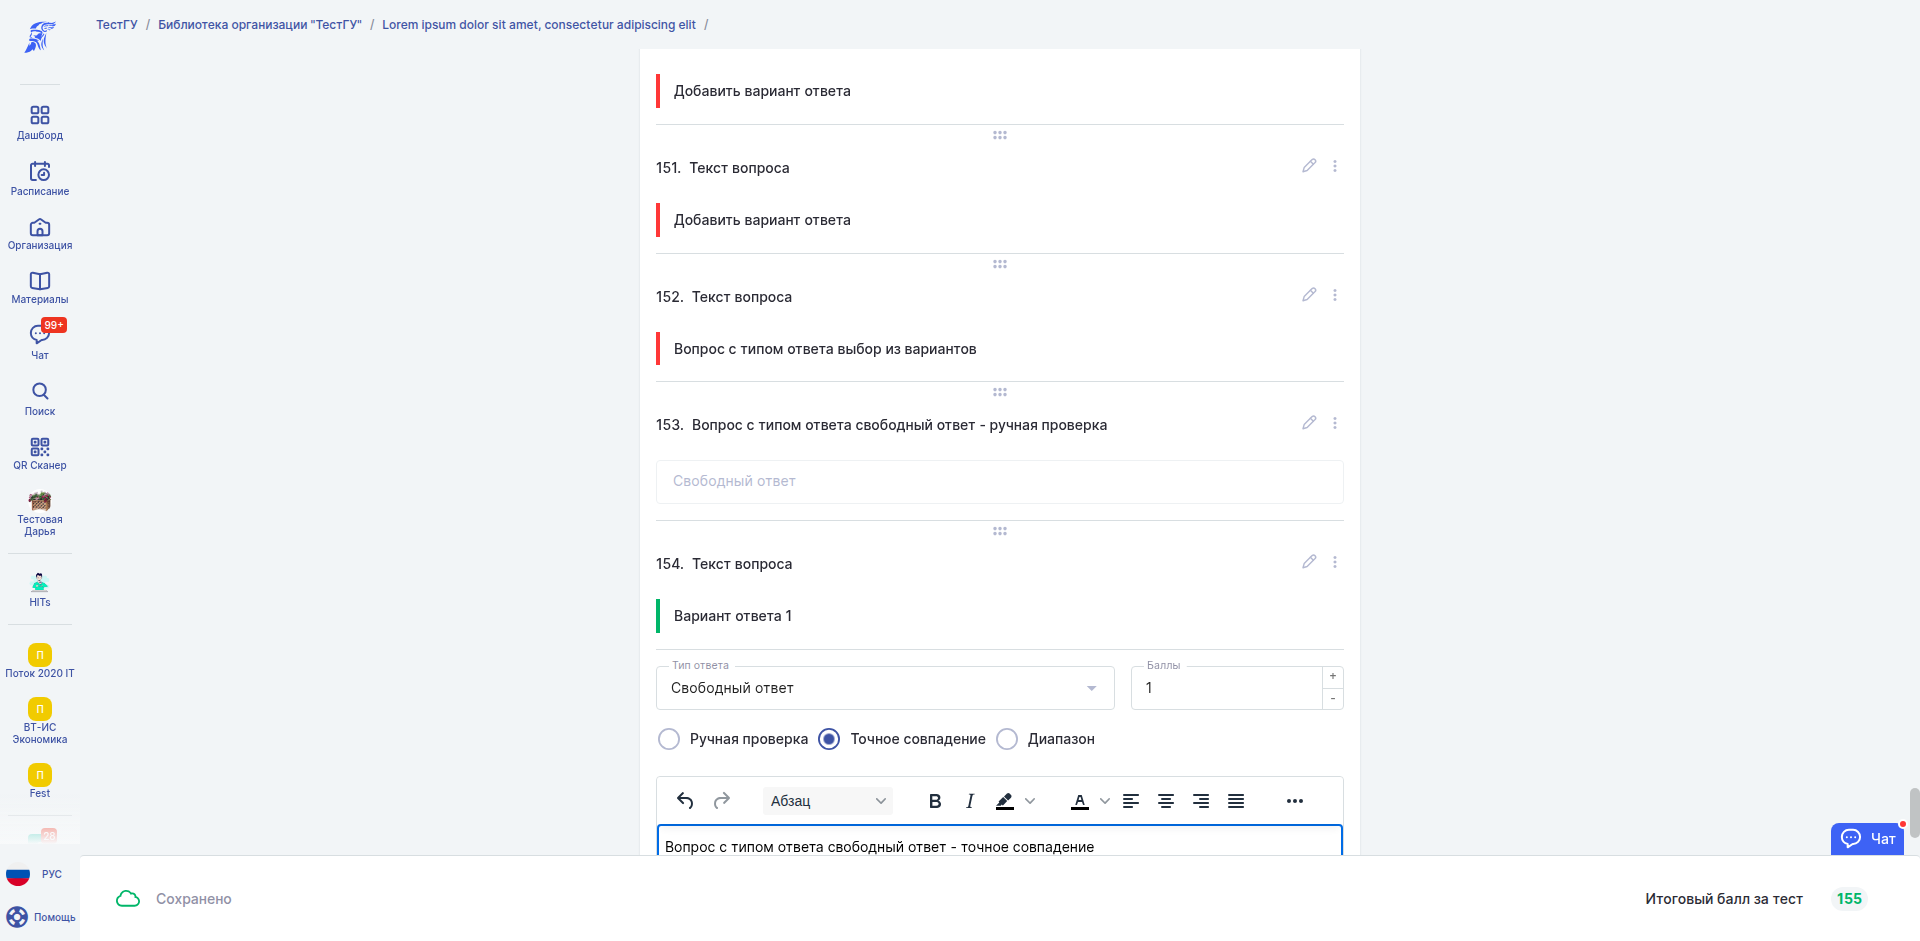 ТестГУ / Библиотека организации "ТестГУ" / Lorem ipsum dolor sit amet, consectetur adipiscing elit /
Дашборд
Расписание
Организация
Материалы
99+
Чат
Поиск
QR Сканер
Тестовая
Дарья
HITs
П
Поток 2020 IT
П
ВТ-ИС
Экономика
П
Fest
28
РУС
Помощь
Добавить вариант ответа
151. Текст вопроса
Добавить вариант ответа
152. Текст вопроса
Вопрос с типом ответа выбор из вариантов
153. Вопрос с типом ответа свободный ответ - ручная проверка
Свободный ответ
154. Текст вопроса
Вариант ответа 1
Тип ответа
Свободный ответ
Баллы
1
+
-
Ручная проверка Точное совпадение Диапазон
Абзац B I A
Вопрос с типом ответа свободный ответ - точное совпадение
Чат
Сохранено
Итоговый балл за тест 155